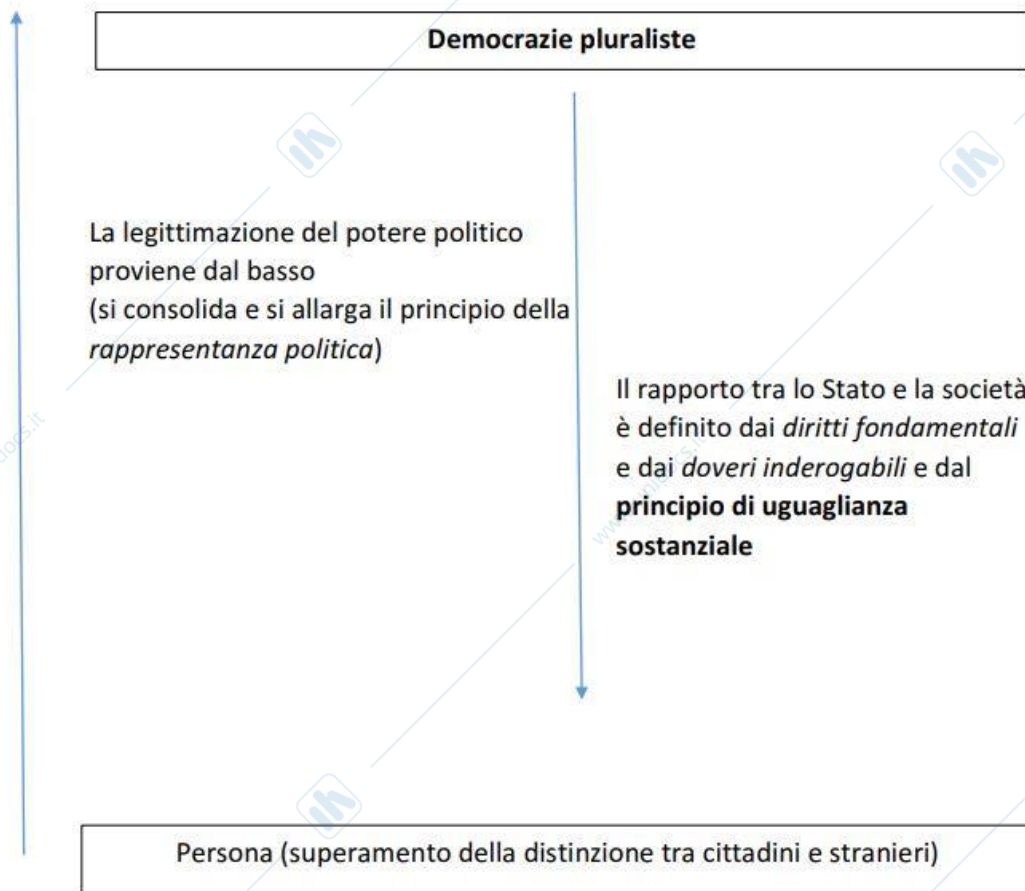 Democrazie pluraliste
La legittimazione del potere politico
proviene dal basso
(si consolida e si allarga il principio della
rappresentanza politica)
Il rapporto tra lo Stato e la società
è definito dai diritti fondamentali
e dai doveri inderogabili e dal
principio di uguaglianza
sostanziale
Persona (superamento della distinzione tra cittadini e stranieri)